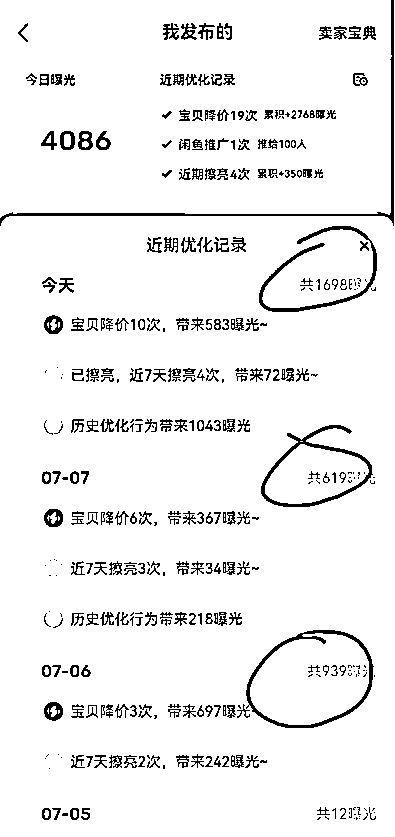 我发布的 卖家宝典
今日曝光 近期优化记录
4086
宝贝降价19次 累积+2768曝光
闲鱼推广1次 推给100人
近期擦亮4次 累积+350曝光
近期优化记录
今天 共1698曝光
宝贝降价10次，带来583曝光~
已擦亮，近7天擦亮4次，带来72曝光~
历史优化行为带来1043曝光
07-07 共619曝光
宝贝降价6次，带来367曝光~
近7天擦亮3次，带来34曝光~
历史优化行为带来218曝光
07-06 共939曝光
宝贝降价3次，带来697曝光~
近7天擦亮2次，带来242曝光~
07-05 共12曝光